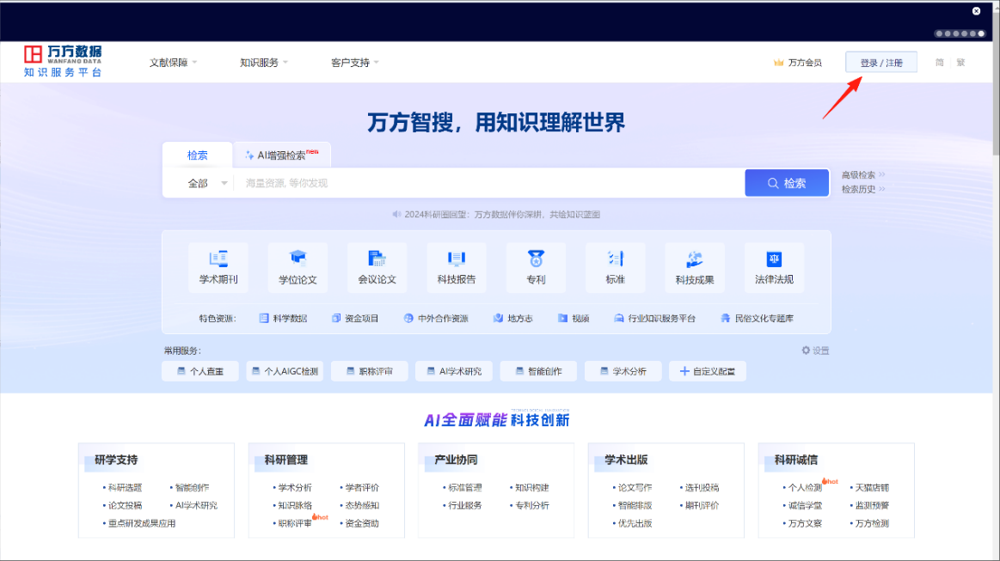 万方数据
WANFANG DATA
知识服务平台
文献保障
知识服务
客户支持
万方会员
登录 / 注册
简
繁
万方智搜，用知识理解世界
检索
AI增强检索 new
全部
海量资源, 等你发现
检索
高级检索
检索历史
2024科研圈回望：万方数据伴你深耕，共绘知识蓝图
学术期刊
学位论文
会议论文
科技报告
专利
标准
科技成果
法律法规
特色资源：
科学数据
资金项目
中外合作资源
地方志
视频
行业知识服务平台
民俗文化专题库
常用服务：
设置
个人查重
个人AIGC检测
职称评审
AI学术研究
智能创作
学术分析
自定义配置
AI全面赋能 科技创新
研学支持
科研选题
智能创作
论文投稿
AI学术研究
重点研发成果应用
科研管理
学术分析
学者评价
知识脉络
态势感知
职称评审 hot
资金资助
产业协同
标准管理
知识构建
行业服务
专利分析
学术出版
论文写作
选刊投稿
智能排版
期刊评价
优先出版
科研诚信
个人检测 hot
天猫店铺
诚信学堂
监测预警
万方文察
万方检测